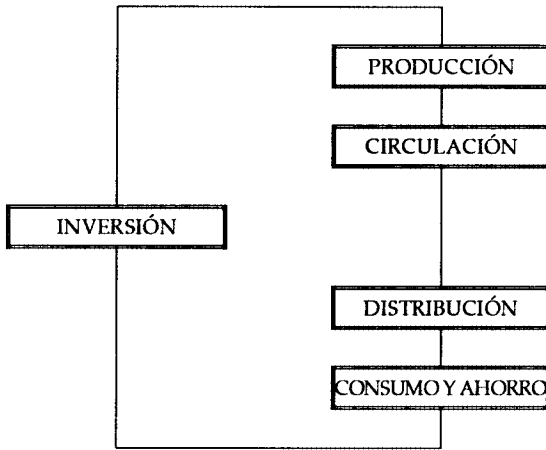 PRODUCCIÓN
CIRCULACIÓN
INVERSIÓN
DISTRIBUCIÓN
CONSUMO Y AHORRO